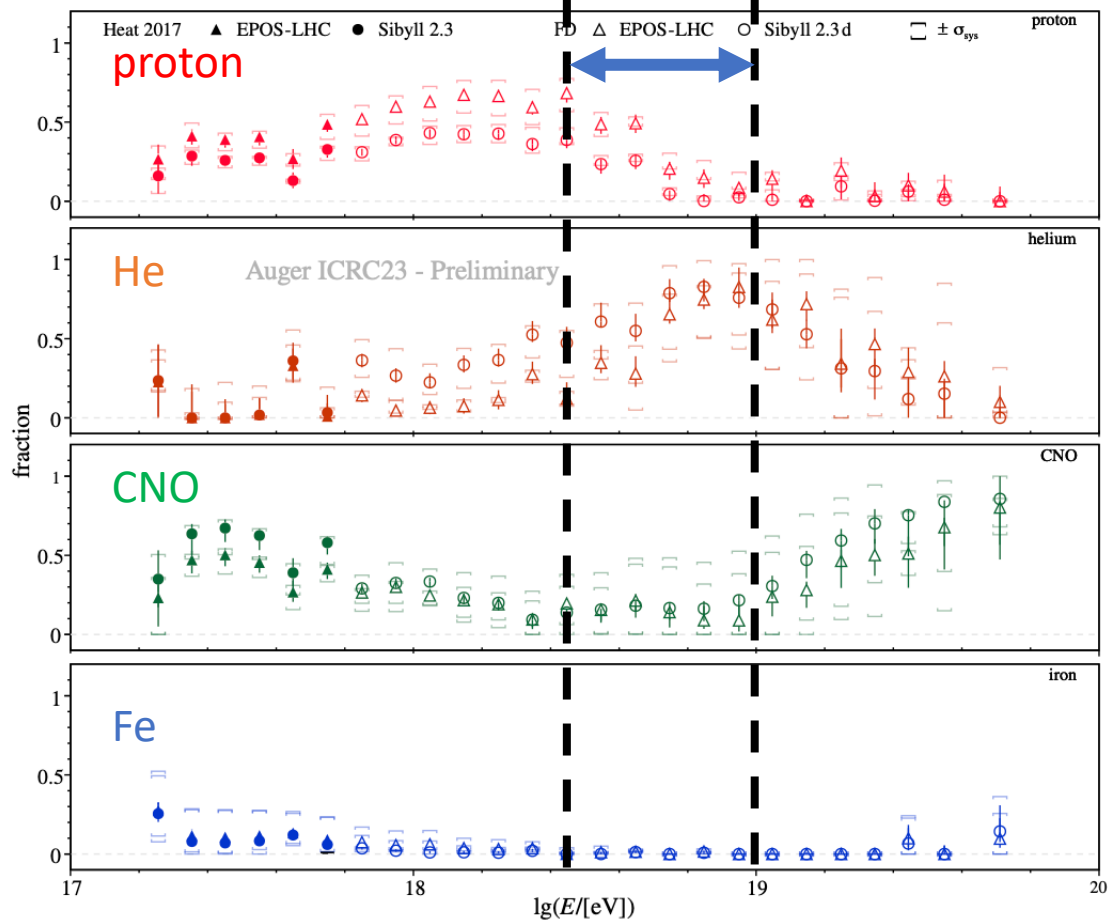 Heat 2017 ▲ EPOS-LHC ● Sibyll 2.3 FD △ EPOS-LHC ○ Sibyll 2.3d ± σsys
proton
proton
1
0.5
0
helium
He
Auger ICRC23 - Preliminary
1
0.5
0
CNO
CNO
1
0.5
0
iron
Fe
1
0.5
0
fraction
17 18 19 20
lg(E/[eV])